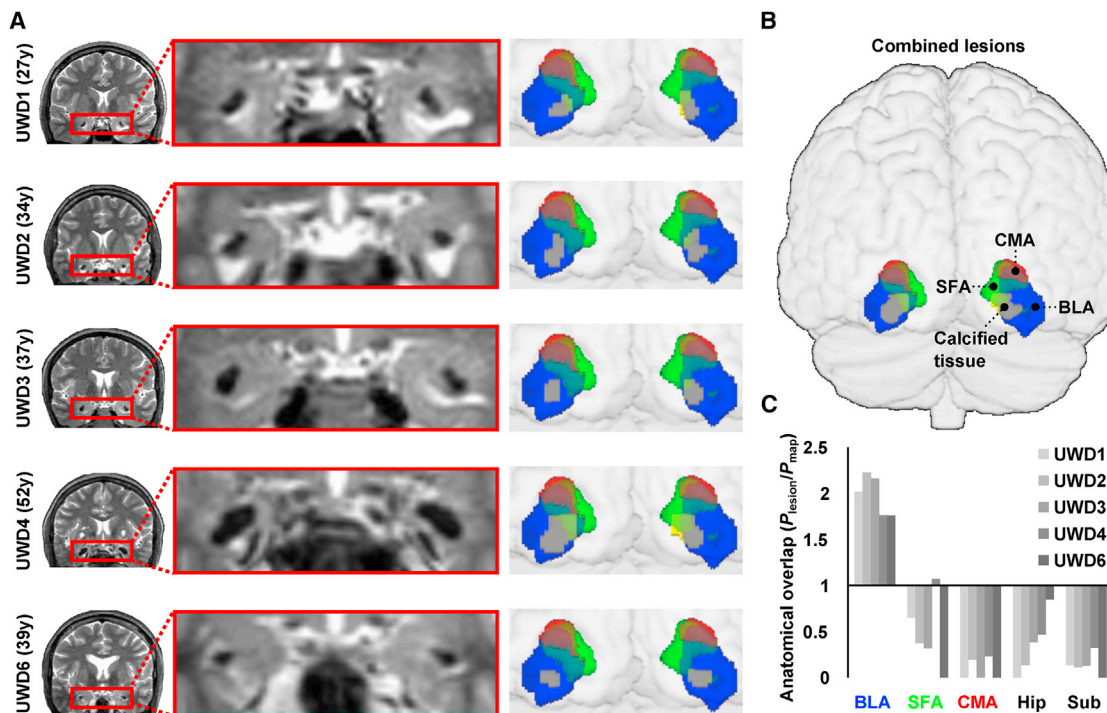 A
UWD1 (27y)
UWD2 (34y)
UWD3 (37y)
UWD4 (52y)
UWD6 (39y)
B
Combined lesions
CMA
SFA
BLA
Calcified
tissue
C
Anatomical overlap (Plesion/Pmap)
2.5
2
1.5
1
0.5
0
UWD1
UWD2
UWD3
UWD4
UWD6
BLA SFA CMA Hip Sub